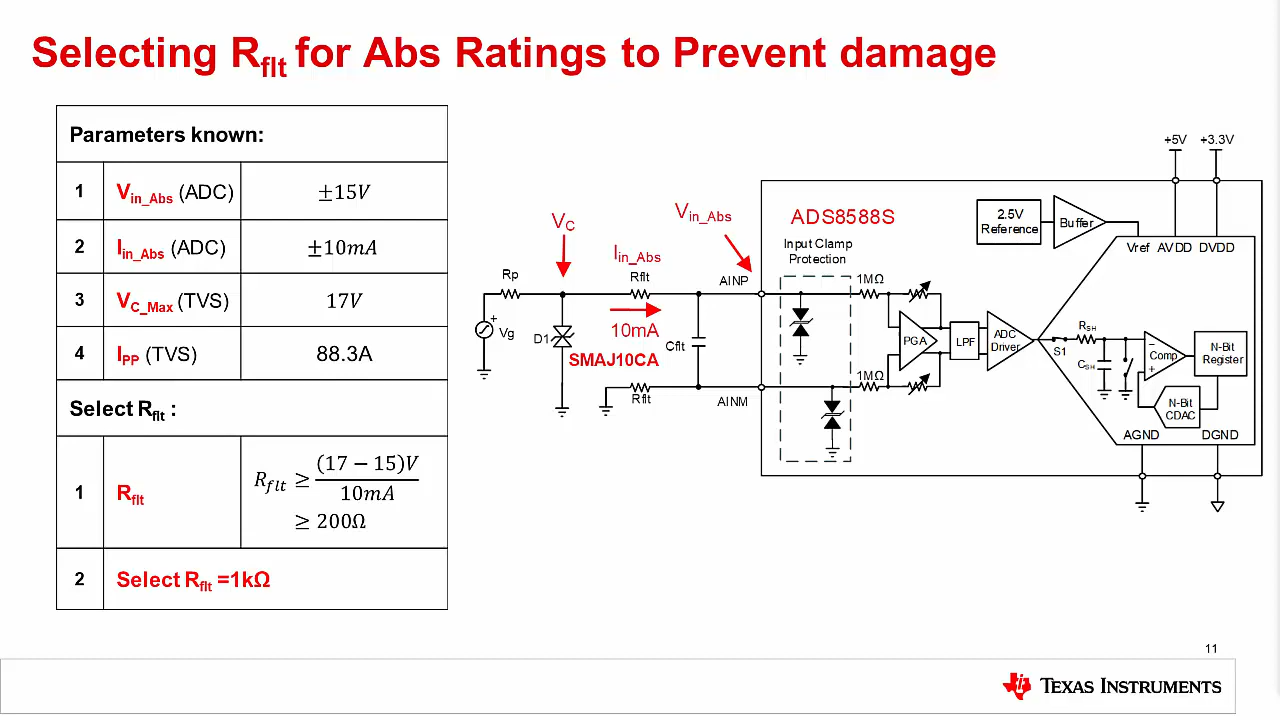 Selecting Rflt for Abs Ratings to Prevent damage
Parameters known:
1 Vin_Abs (ADC) ±15V
2 Iin_Abs (ADC) ±10mA
3 VC_Max (TVS) 17V
4 IPP (TVS) 88.3A
Select Rflt :
1 Rflt Rflt ≥ (17 − 15)V / 10mA
≥ 200Ω
2 Select Rflt =1kΩ
+5V +3.3V
VC
Vin_Abs
ADS8588S
2.5V
Reference
Buffer
Input Clamp
Protection
Vref AVDD DVDD
Iin_Abs
Rp
Rflt
AINP
1MΩ
+
Vg
10mA
D1
SMAJ10CA
Cflt
PGA
LPF
ADC
Driver
S1
RSH
CSH
−
Comp
+
N-Bit
Register
1MΩ
Rflt
AINM
N-Bit
CDAC
AGND DGND
11
TEXAS INSTRUMENTS